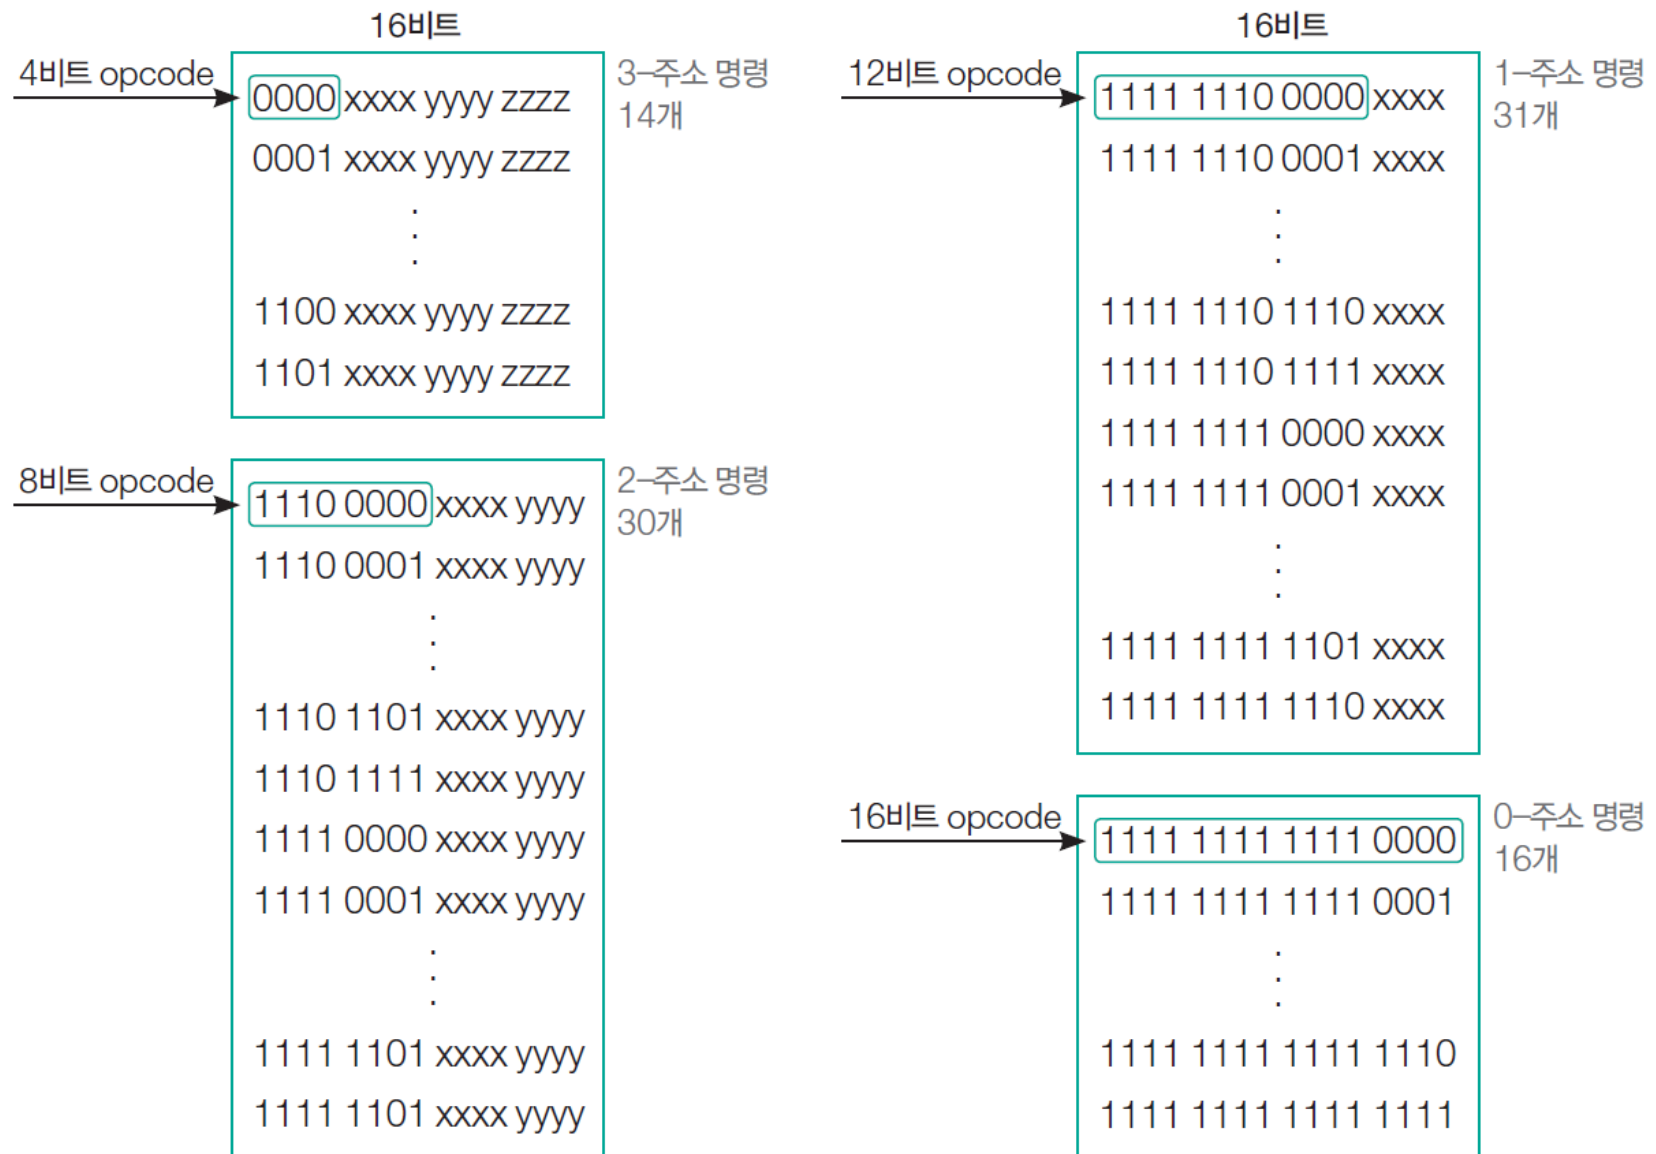 16비트
4비트 opcode
0000 xxxx yyyy zzzz
3-주소 명령
14개
0001 xxxx yyyy zzzz
1100 xxxx yyyy zzzz
1101 xxxx yyyy zzzz
8비트 opcode
1110 0000 xxxx yyyy
2-주소 명령
30개
1110 0001 xxxx yyyy
1110 1101 xxxx yyyy
1110 1111 xxxx yyyy
1111 0000 xxxx yyyy
1111 0001 xxxx yyyy
1111 1101 xxxx yyyy
1111 1101 xxxx yyyy
16비트
12비트 opcode
1111 1110 0000 xxxx
1-주소 명령
31개
1111 1110 0001 xxxx
1111 1110 1110 xxxx
1111 1110 1111 xxxx
1111 1111 0000 xxxx
1111 1111 0001 xxxx
1111 1111 1101 xxxx
1111 1111 1110 xxxx
16비트 opcode
1111 1111 1111 0000
0-주소 명령
16개
1111 1111 1111 0001
1111 1111 1111 1110
1111 1111 1111 1111